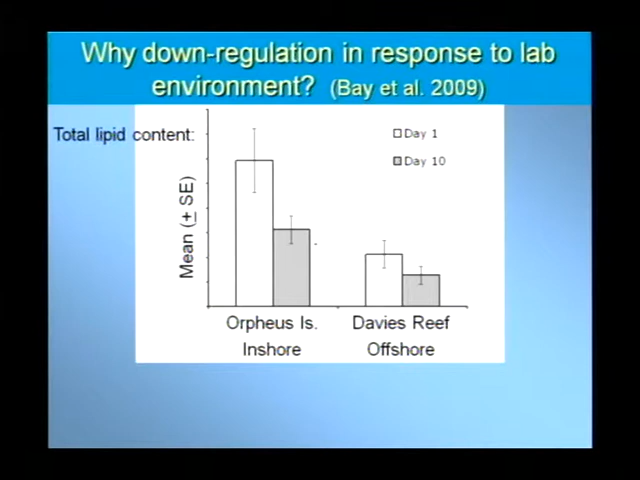 Why down-regulation in response to lab
environment? (Bay et al. 2009)
Total lipid content:
Day 1
Day 10
Mean (± SE)
Orpheus Is.
Inshore
Davies Reef
Offshore